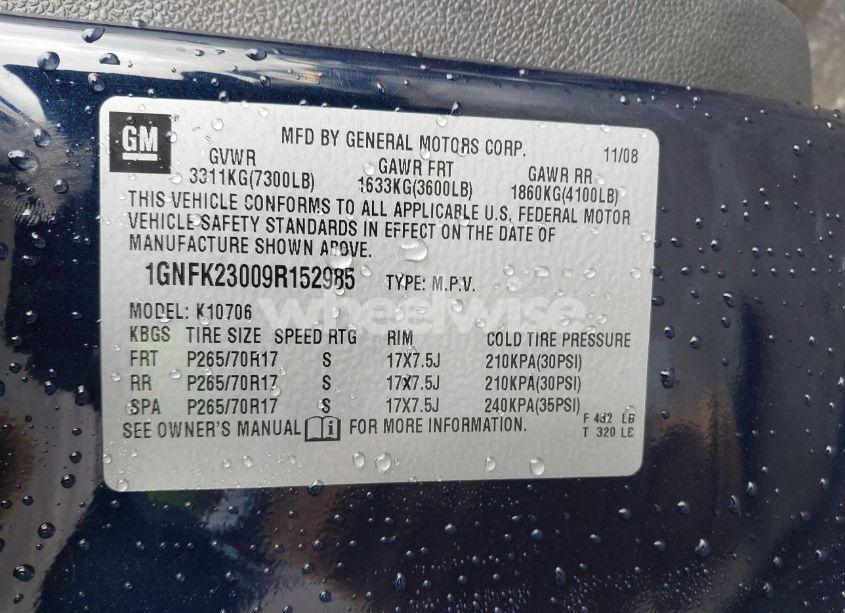 GM
MFD BY GENERAL MOTORS CORP. 11/08
GVWR GAWR FRT GAWR RR
3311KG(7300LB) 1633KG(3600LB) 1860KG(4100LB)
THIS VEHICLE CONFORMS TO ALL APPLICABLE U.S. FEDERAL MOTOR
VEHICLE SAFETY STANDARDS IN EFFECT ON THE DATE OF
MANUFACTURE SHOWN ABOVE.
1GNFK23009R152985 TYPE: M.P.V.
wheelwise
MODEL: K10706
KBGS TIRE SIZE SPEED RTG RIM COLD TIRE PRESSURE
FRT P265/70R17 S 17X7.5J 210KPA(30PSI)
RR P265/70R17 S 17X7.5J 210KPA(30PSI)
SPA P265/70R17 S 17X7.5J 240KPA(35PSI)
SEE OWNER'S MANUAL i FOR MORE INFORMATION.
F 432 LB
T 320 LE